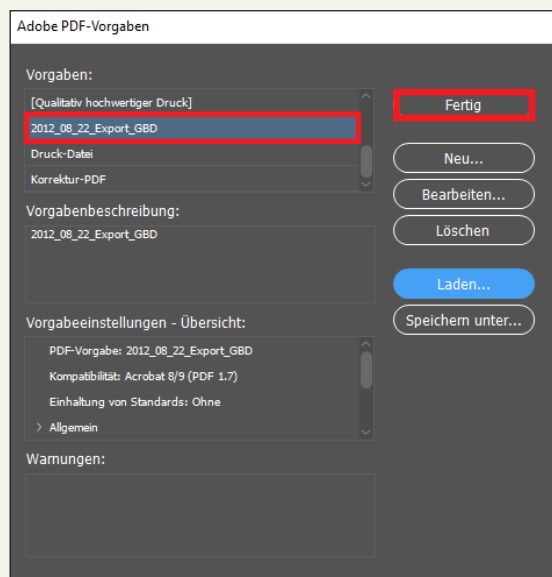 Adobe PDF-Vorgaben
Vorgaben:
[Qualitativ hochwertiger Druck]
2012_08_22_Export_GBD
Druck-Datei
Korrektur-PDF
Fertig
Neu...
Bearbeiten...
Löschen
Laden...
Speichern unter...
Vorgabenbeschreibung:
2012_08_22_Export_GBD
Vorgabeeinstellungen - Übersicht:
PDF-Vorgabe: 2012_08_22_Export_GBD
Kompatibilität: Acrobat 8/9 (PDF 1.7)
Einhaltung von Standards: Ohne
> Allgemein
Warnungen: